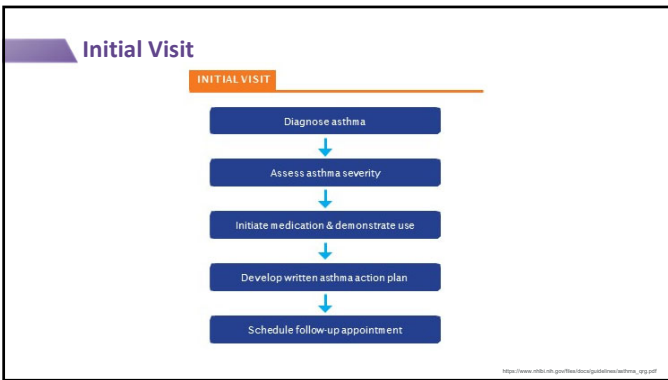 Initial Visit
INITIAL VISIT
Diagnose asthma
Assess asthma severity
Initiate medication & demonstrate use
Develop written asthma action plan
Schedule follow-up appointment
https://www.nhlbi.nih.gov/files/docs/guidelines/asthma_qrg.pdf